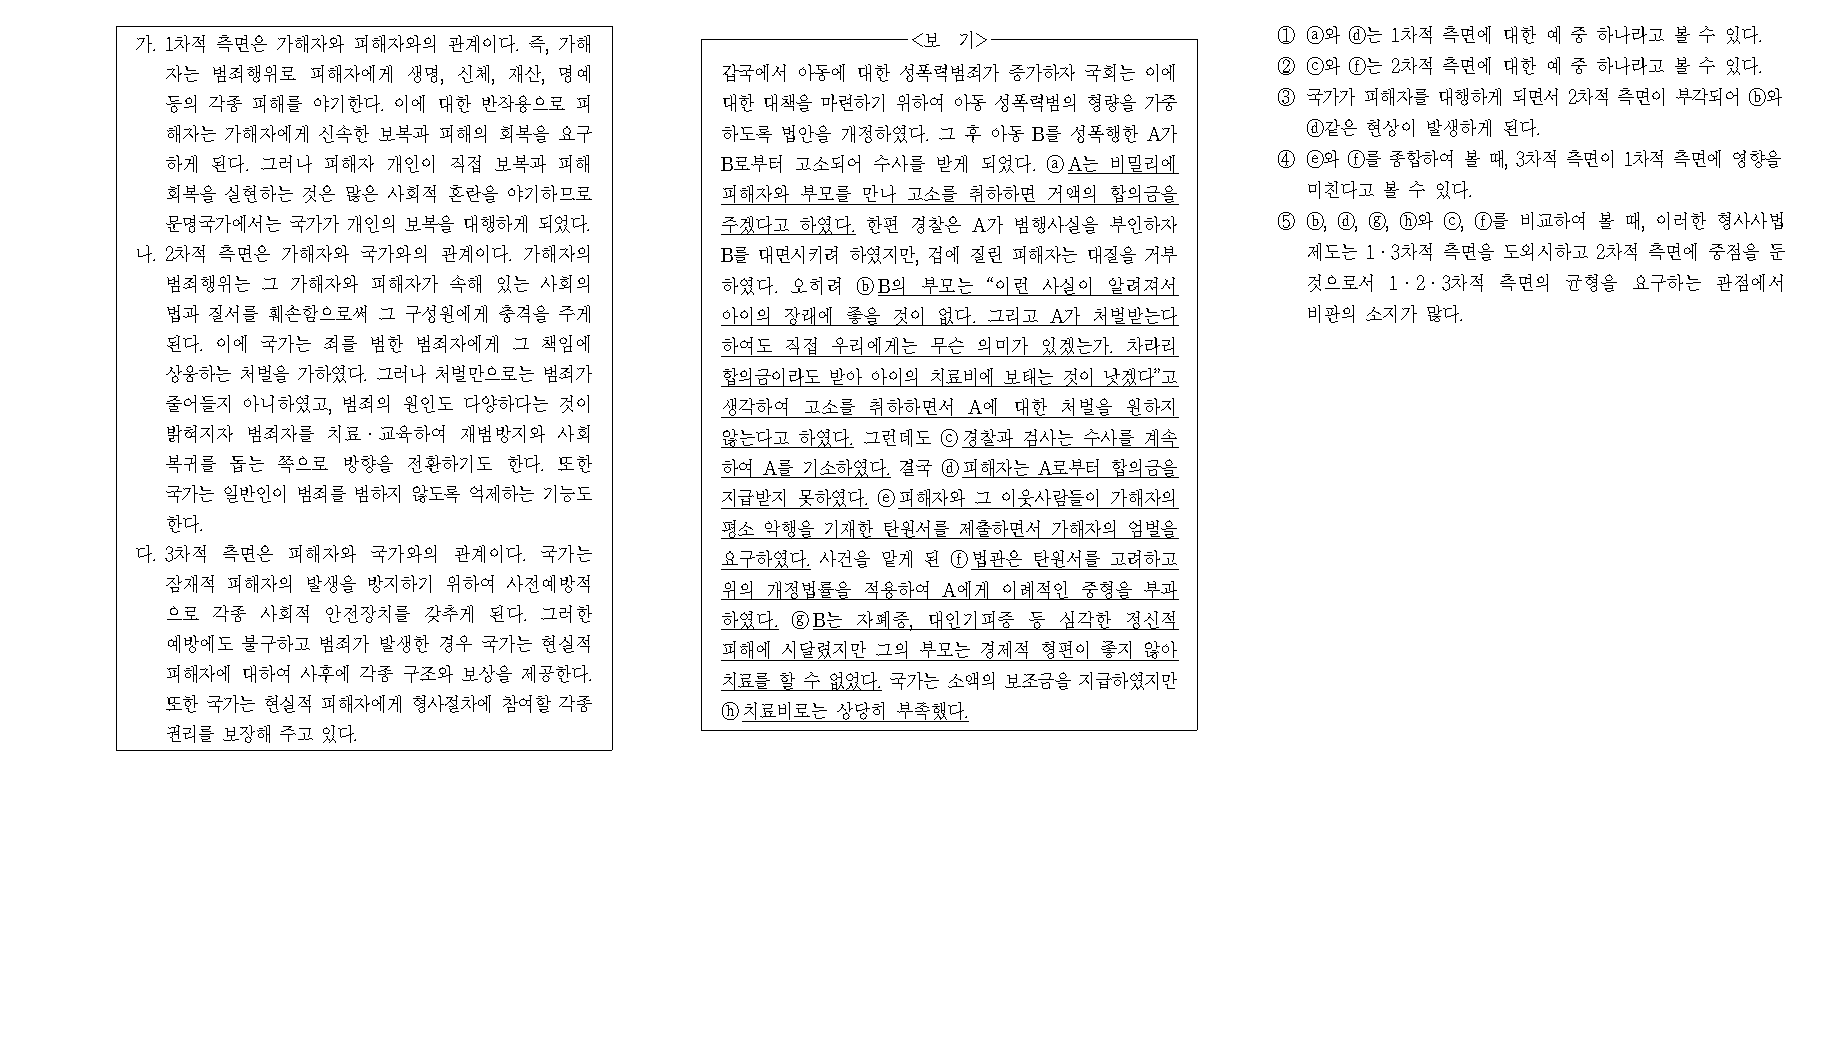 가. 1차적 측면은 가해자와 피해자와의 관계이다. 즉, 가해
자는 범죄행위로 피해자에게 생명, 신체, 재산, 명예
등의 각종 피해를 야기한다. 이에 대한 반작용으로 피
해자는 가해자에게 신속한 보복과 피해의 회복을 요구
하게 된다. 그러나 피해자 개인이 직접 보복과 피해
회복을 실현하는 것은 많은 사회적 혼란을 야기하므로
문명국가에서는 국가가 개인의 보복을 대행하게 되었다.
나. 2차적 측면은 가해자와 국가와의 관계이다. 가해자의
범죄행위는 그 가해자와 피해자가 속해 있는 사회의
법과 질서를 훼손함으로써 그 구성원에게 충격을 주게
된다. 이에 국가는 죄를 범한 범죄자에게 그 책임에
상응하는 처벌을 가하였다. 그러나 처벌만으로는 범죄가
줄어들지 아니하였고, 범죄의 원인도 다양하다는 것이
밝혀지자 범죄자를 치료·교육하여 재범방지와 사회
복귀를 돕는 쪽으로 방향을 전환하기도 한다. 또한
국가는 일반인이 범죄를 범하지 않도록 억제하는 기능도
한다.
다. 3차적 측면은 피해자와 국가와의 관계이다. 국가는
잠재적 피해자의 발생을 방지하기 위하여 사전예방적
으로 각종 사회적 안전장치를 갖추게 된다. 그러한
예방에도 불구하고 범죄가 발생한 경우 국가는 현실적
피해자에 대하여 사후에 각종 구조와 보상을 제공한다.
또한 국가는 현실적 피해자에게 형사절차에 참여할 각종
권리를 보장해 주고 있다.
<보 기>
갑국에서 아동에 대한 성폭력범죄가 증가하자 국회는 이에
대한 대책을 마련하기 위하여 아동 성폭력범의 형량을 가중
하도록 법안을 개정하였다. 그 후 아동 B를 성폭행한 A가
B로부터 고소되어 수사를 받게 되었다. ⓐA는 비밀리에
피해자와 부모를 만나 고소를 취하하면 거액의 합의금을
주겠다고 하였다. 한편 경찰은 A가 범행사실을 부인하자
B를 대면시키려 하였지만, 겁에 질린 피해자는 대질을 거부
하였다. 오히려 ⓑB의 부모는 “이런 사실이 알려져서
아이의 장래에 좋을 것이 없다. 그리고 A가 처벌받는다
하여도 직접 우리에게는 무슨 의미가 있겠는가. 차라리
합의금이라도 받아 아이의 치료비에 보태는 것이 낫겠다”고
생각하여 고소를 취하하면서 A에 대한 처벌을 원하지
않는다고 하였다. 그런데도 ⓒ경찰과 검사는 수사를 계속
하여 A를 기소하였다. 결국 ⓓ피해자는 A로부터 합의금을
지급받지 못하였다. ⓔ피해자와 그 이웃사람들이 가해자의
평소 악행을 기재한 탄원서를 제출하면서 가해자의 엄벌을
요구하였다. 사건을 맡게 된 ⓕ법관은 탄원서를 고려하고
위의 개정법률을 적용하여 A에게 이례적인 중형을 부과
하였다. ⓖB는 자폐증, 대인기피증 등 심각한 정신적
피해에 시달렸지만 그의 부모는 경제적 형편이 좋지 않아
치료를 할 수 없었다. 국가는 소액의 보조금을 지급하였지만
ⓗ치료비로는 상당히 부족했다.
① ⓐ와 ⓓ는 1차적 측면에 대한 예 중 하나라고 볼 수 있다.
② ⓒ와 ⓕ는 2차적 측면에 대한 예 중 하나라고 볼 수 있다.
③ 국가가 피해자를 대행하게 되면서 2차적 측면이 부각되어 ⓑ와
ⓓ같은 현상이 발생하게 된다.
④ ⓔ와 ⓕ를 종합하여 볼 때, 3차적 측면이 1차적 측면에 영향을
미친다고 볼 수 있다.
⑤ ⓑ, ⓓ, ⓖ, ⓗ와 ⓒ, ⓕ를 비교하여 볼 때, 이러한 형사사법
제도는 1·3차적 측면을 도외시하고 2차적 측면에 중점을 둔
것으로서 1·2·3차적 측면의 균형을 요구하는 관점에서
비판의 소지가 많다.